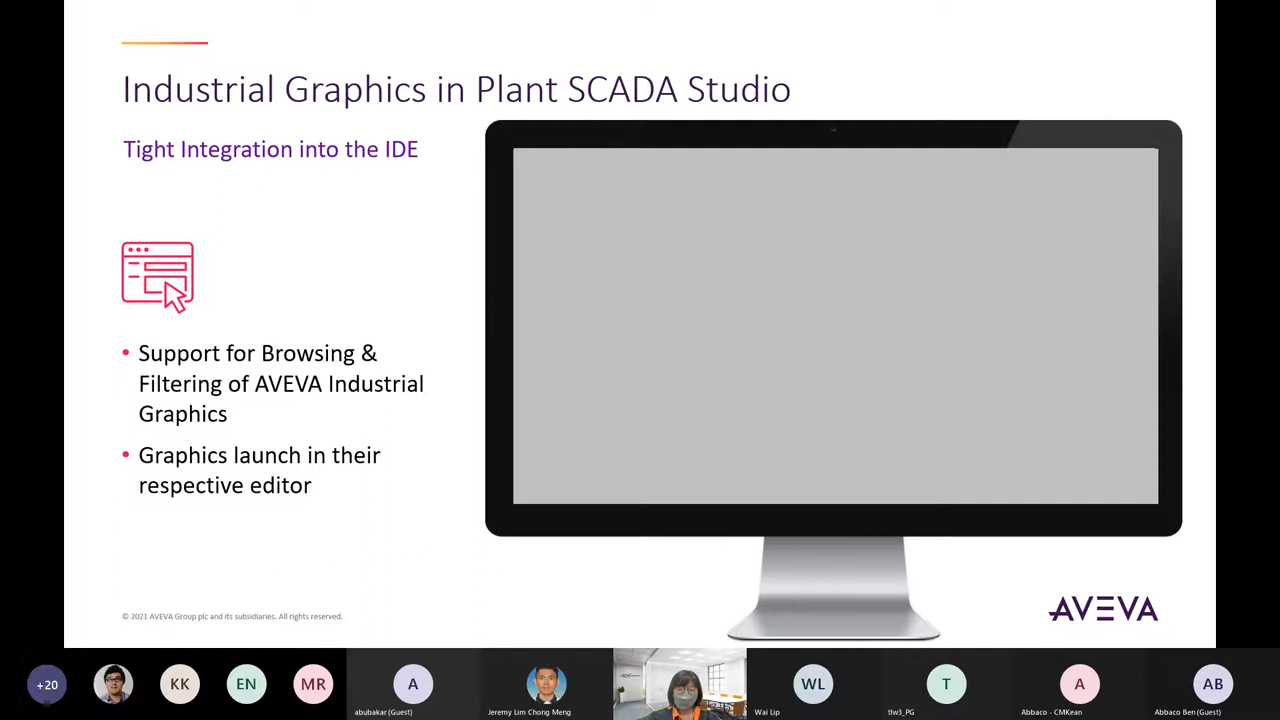 Industrial Graphics in Plant SCADA Studio
Tight Integration into the IDE
• Support for Browsing &
Filtering of AVEVA Industrial
Graphics
• Graphics launch in their
respective editor
© 2021 AVEVA Group plc and its subsidiaries. All rights reserved.
AVEVA
+20
KK
EN
MR
A
WL
T
A
AB
abubakar (Guest)
Jeremy Lim Chong Meng
Wai Lip
tlw3_PG
Abbaco - CMKean
Abbaco Ben (Guest)